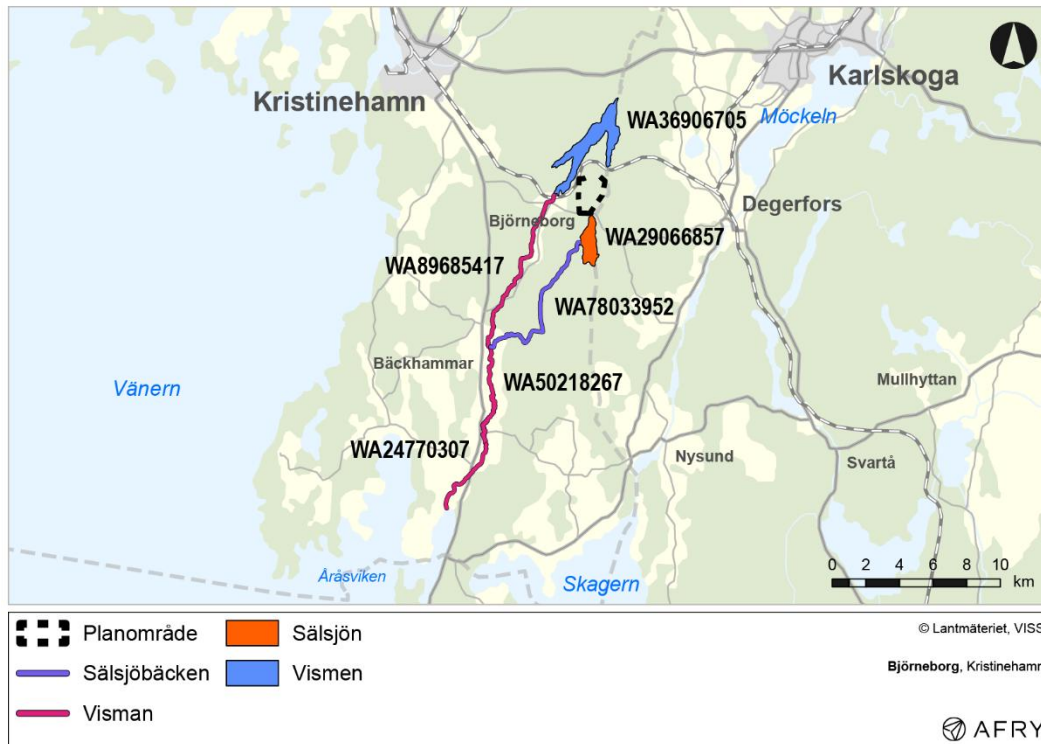 Karlskoga
Kristinehamn
Möckeln
WA36906705
Degerfors
Björneborg
WA29066857
WA89685417
WA78033952
Bäckhammar
WA50218267
Vänern
Mullhyttan
WA24770307
Nysund
Svartå
Åråsviken
Skagern
0 2 4 6 8 10
km
Planområde
Sälsjön
Sälsjöbäcken
Vismen
Visman
© Lantmäteriet, VISS
Björneborg, Kristinehamn
AFRY